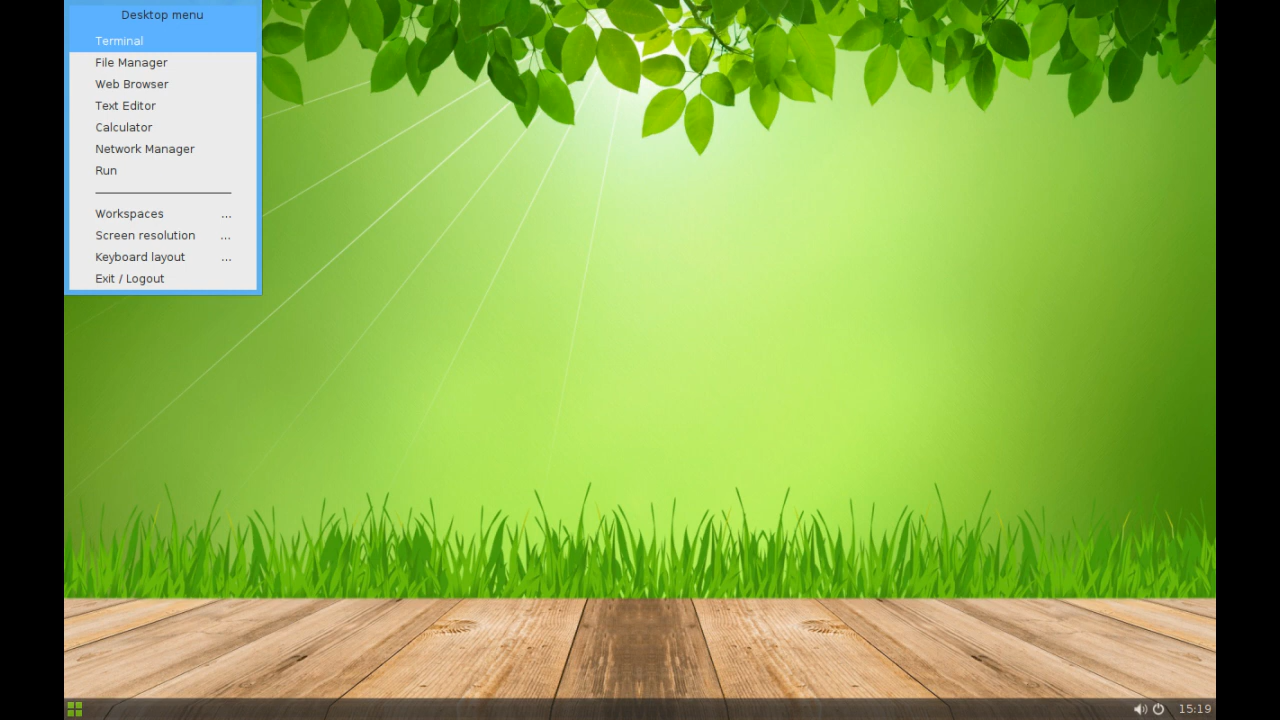 Desktop menu
Terminal
File Manager
Web Browser
Text Editor
Calculator
Network Manager
Run
Workspaces ...
Screen resolution ...
Keyboard layout ...
Exit / Logout
15:19